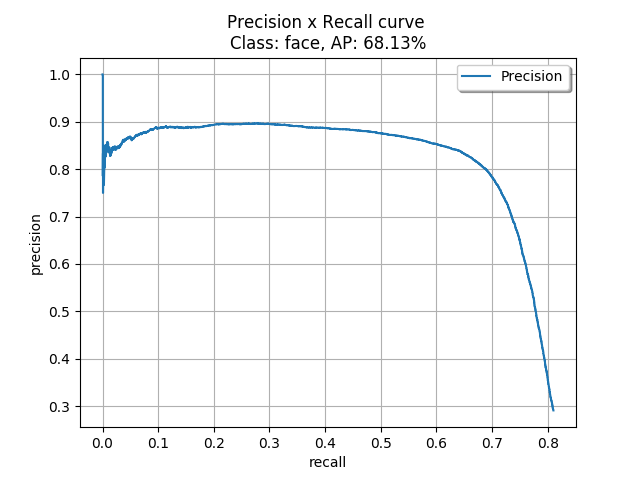 Precision x Recall curve
Class: face, AP: 68.13%
Precision
1.0
0.9
0.8
0.7
0.6
0.5
0.4
0.3
precision
0.0 0.1 0.2 0.3 0.4 0.5 0.6 0.7 0.8
recall